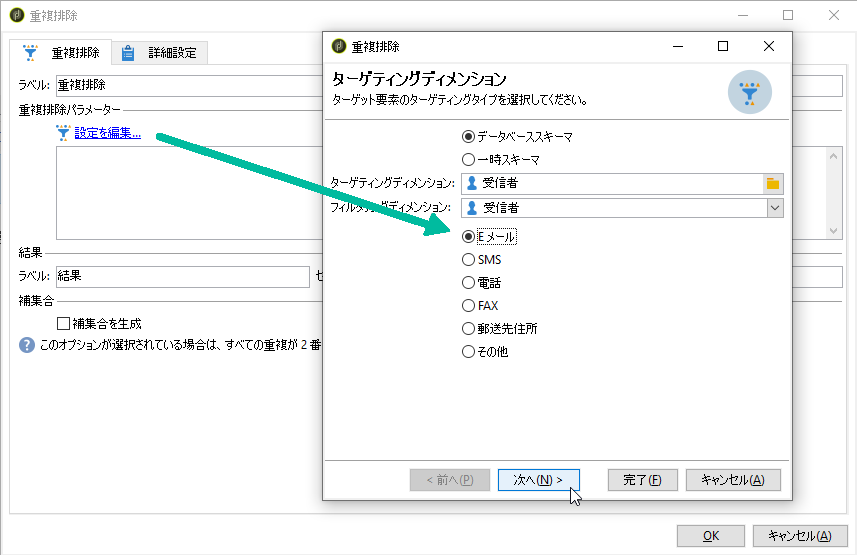 重複排除
重複排除 詳細設定
ラベル: 重複排除
重複排除パラメーター
設定を編集...
結果
ラベル: 結果
補集合
補集合を生成
このオプションが選択されている場合は、すべての重複が 2 番
重複排除
ターゲティングディメンション
ターゲット要素のターゲティングタイプを選択してください。
データベーススキーマ
一時スキーマ
ターゲティングディメンション: 受信者
フィルタリングディメンション: 受信者
Eメール
SMS
電話
FAX
郵送先住所
その他
< 前へ(P) 次へ(N) > 完了(F) キャンセル(A)
OK キャンセル(A)